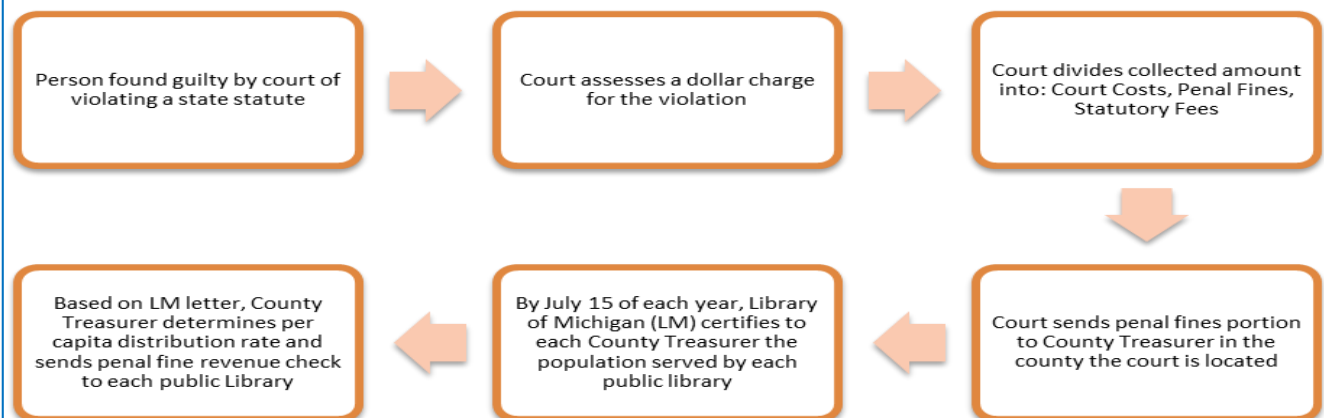 Person found guilty by court of
violating a state statute
Court assesses a dollar charge
for the violation
Court divides collected amount
into: Court Costs, Penal Fines,
Statutory Fees
Court sends penal fines portion
to County Treasurer in the
county the court is located
By July 15 of each year, Library
of Michigan (LM) certifies to
each County Treasurer the
population served by each
public library
Based on LM letter, County
Treasurer determines per
capita distribution rate and
sends penal fine revenue check
to each public Library